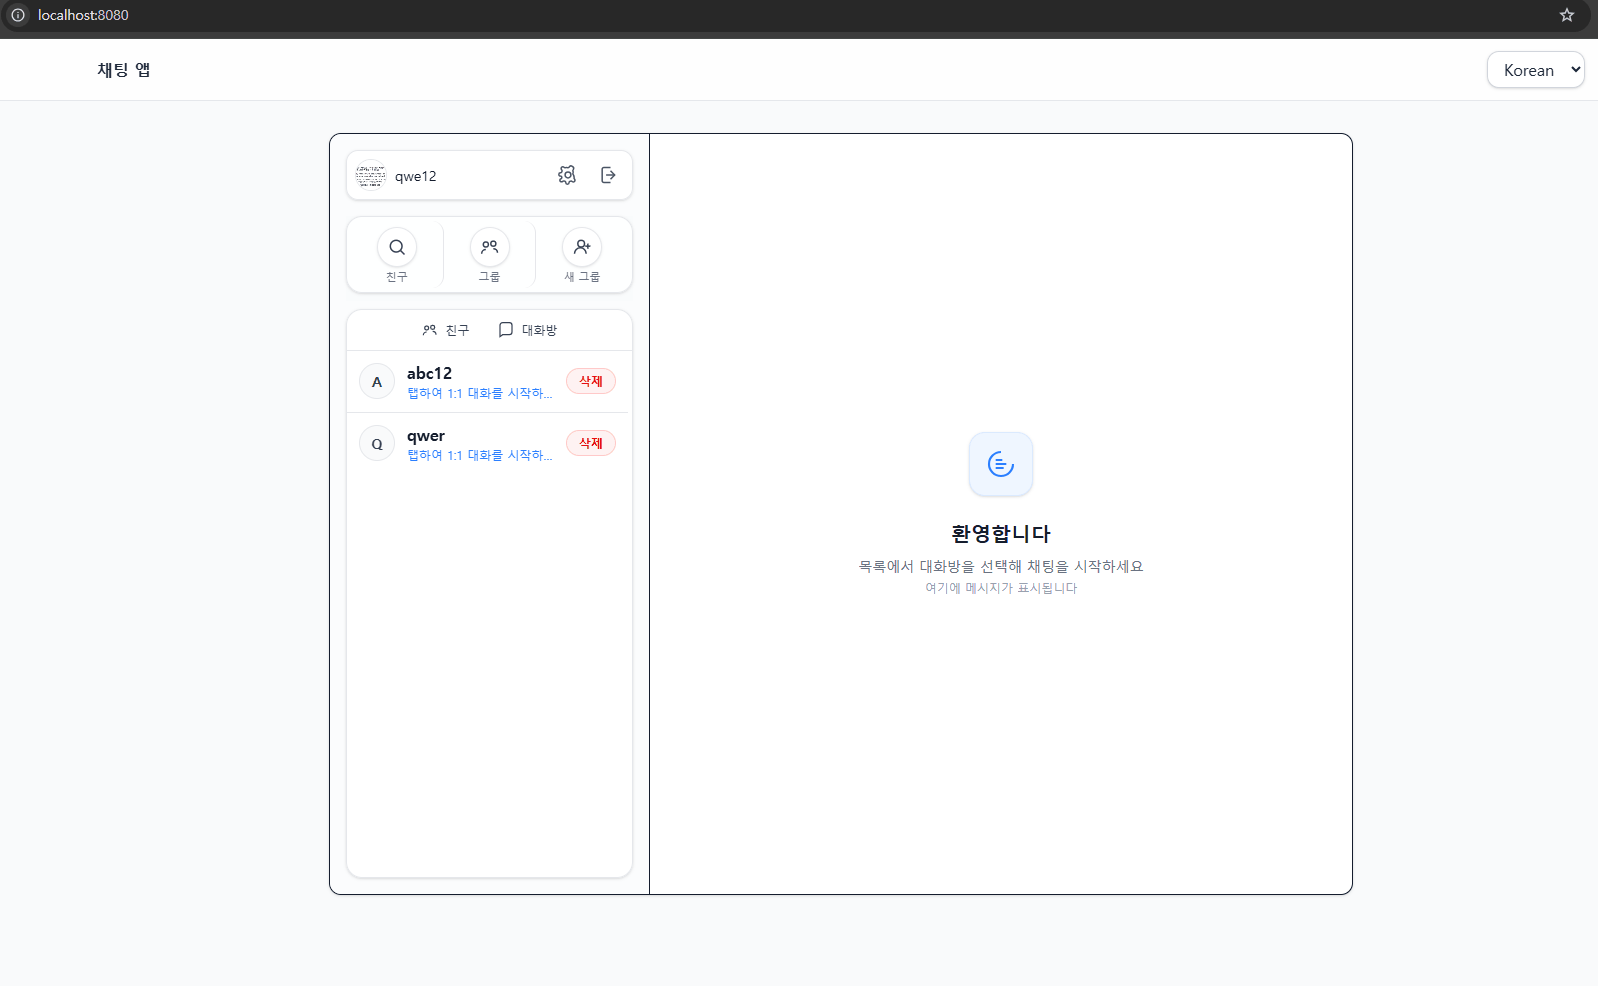 localhost:8080
채팅 앱
Korean
qwe12
친구
그룹
새 그룹
친구
대화방
A
abc12
탭하여 1:1 대화를 시작하...
삭제
Q
qwer
탭하여 1:1 대화를 시작하...
삭제
환영합니다
목록에서 대화방을 선택해 채팅을 시작하세요
여기에 메시지가 표시됩니다